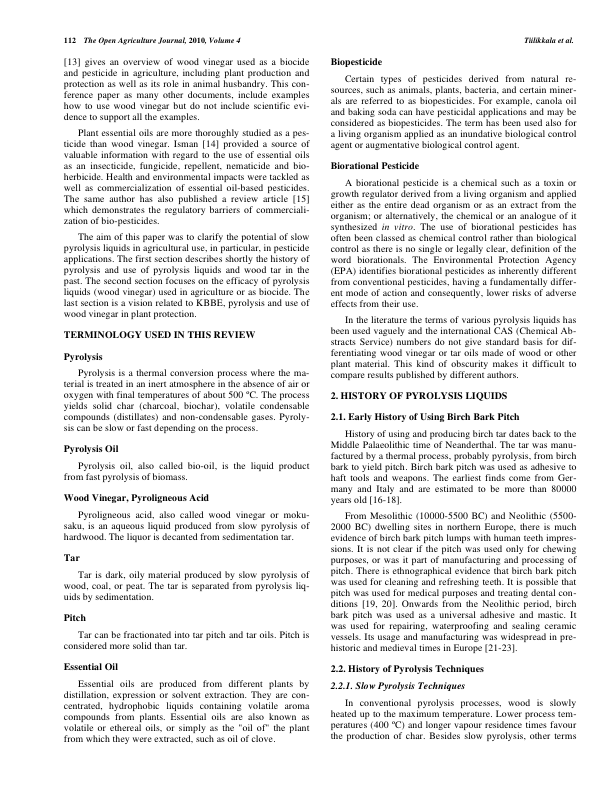 112 The Open Agriculture Journal, 2010, Volume 4
Tiilikkala et al.
[13] gives an overview of wood vinegar used as a biocide
and pesticide in agriculture, including plant production and
protection as well as its role in animal husbandry. This con-
ference paper as many other documents, include examples
how to use wood vinegar but do not include scientific evi-
dence to support all the examples.
Plant essential oils are more thoroughly studied as a pes-
ticide than wood vinegar. Isman [14] provided a source of
valuable information with regard to the use of essential oils
as an insecticide, fungicide, repellent, nematicide and bio-
herbicide. Health and environmental impacts were tackled as
well as commercialization of essential oil-based pesticides.
The same author has also published a review article [15]
which demonstrates the regulatory barriers of commerciali-
zation of bio-pesticides.
The aim of this paper was to clarify the potential of slow
pyrolysis liquids in agricultural use, in particular, in pesticide
applications. The first section describes shortly the history of
pyrolysis and use of pyrolysis liquids and wood tar in the
past. The second section focuses on the efficacy of pyrolysis
liquids (wood vinegar) used in agriculture or as biocide. The
last section is a vision related to KBBE, pyrolysis and use of
wood vinegar in plant protection.
TERMINOLOGY USED IN THIS REVIEW
Pyrolysis
Pyrolysis is a thermal conversion process where the ma-
terial is treated in an inert atmosphere in the absence of air or
oxygen with final temperatures of about 500 ºC. The process
yields solid char (charcoal, biochar), volatile condensable
compounds (distillates) and non-condensable gases. Pyroly-
sis can be slow or fast depending on the process.
Pyrolysis Oil
Pyrolysis oil, also called bio-oil, is the liquid product
from fast pyrolysis of biomass.
Wood Vinegar, Pyroligneous Acid
Pyroligneous acid, also called wood vinegar or moku-
saku, is an aqueous liquid produced from slow pyrolysis of
hardwood. The liquor is decanted from sedimentation tar.
Tar
Tar is dark, oily material produced by slow pyrolysis of
wood, coal, or peat. The tar is separated from pyrolysis liq-
uids by sedimentation.
Pitch
Tar can be fractionated into tar pitch and tar oils. Pitch is
considered more solid than tar.
Essential Oil
Essential oils are produced from different plants by
distillation, expression or solvent extraction. They are con-
centrated, hydrophobic liquids containing volatile aroma
compounds from plants. Essential oils are also known as
volatile or ethereal oils, or simply as the "oil of" the plant
from which they were extracted, such as oil of clove.
Biopesticide
Certain types of pesticides derived from natural re-
sources, such as animals, plants, bacteria, and certain miner-
als are referred to as biopesticides. For example, canola oil
and baking soda can have pesticidal applications and may be
considered as biopesticides. The term has been used also for
a living organism applied as an inundative biological control
agent or augmentative biological control agent.
Biorational Pesticide
A biorational pesticide is a chemical such as a toxin or
growth regulator derived from a living organism and applied
either as the entire dead organism or as an extract from the
organism; or alternatively, the chemical or an analogue of it
synthesized in vitro. The use of biorational pesticides has
often been classed as chemical control rather than biological
control as there is no single or legally clear, definition of the
word biorationals. The Environmental Protection Agency
(EPA) identifies biorational pesticides as inherently different
from conventional pesticides, having a fundamentally differ-
ent mode of action and consequently, lower risks of adverse
effects from their use.
In the literature the terms of various pyrolysis liquids has
been used vaguely and the international CAS (Chemical Ab-
stracts Service) numbers do not give standard basis for dif-
ferentiating wood vinegar or tar oils made of wood or other
plant material. This kind of obscurity makes it difficult to
compare results published by different authors.
2. HISTORY OF PYROLYSIS LIQUIDS
2.1. Early History of Using Birch Bark Pitch
History of using and producing birch tar dates back to the
Middle Palaeolithic time of Neanderthal. The tar was manu-
factured by a thermal process, probably pyrolysis, from birch
bark to yield pitch. Birch bark pitch was used as adhesive to
haft tools and weapons. The earliest finds come from Ger-
many and Italy and are estimated to be more than 80000
years old [16-18].
From Mesolithic (10000-5500 BC) and Neolithic (5500-
2000 BC) dwelling sites in northern Europe, there is much
evidence of birch bark pitch lumps with human teeth impres-
sions. It is not clear if the pitch was used only for chewing
purposes, or was it part of manufacturing and processing of
pitch. There is ethnographical evidence that birch bark pitch
was used for cleaning and refreshing teeth. It is possible that
pitch was used for medical purposes and treating dental con-
ditions [19, 20]. Onwards from the Neolithic period, birch
bark pitch was used as a universal adhesive and mastic. It
was used for repairing, waterproofing and sealing ceramic
vessels. Its usage and manufacturing was widespread in pre-
historic and medieval times in Europe [21-23].
2.2. History of Pyrolysis Techniques
2.2.1. Slow Pyrolysis Techniques
In conventional pyrolysis processes, wood is slowly
heated up to the maximum temperature. Lower process tem-
peratures (400 ºC) and longer vapour residence times favour
the production of char. Besides slow pyrolysis, other terms